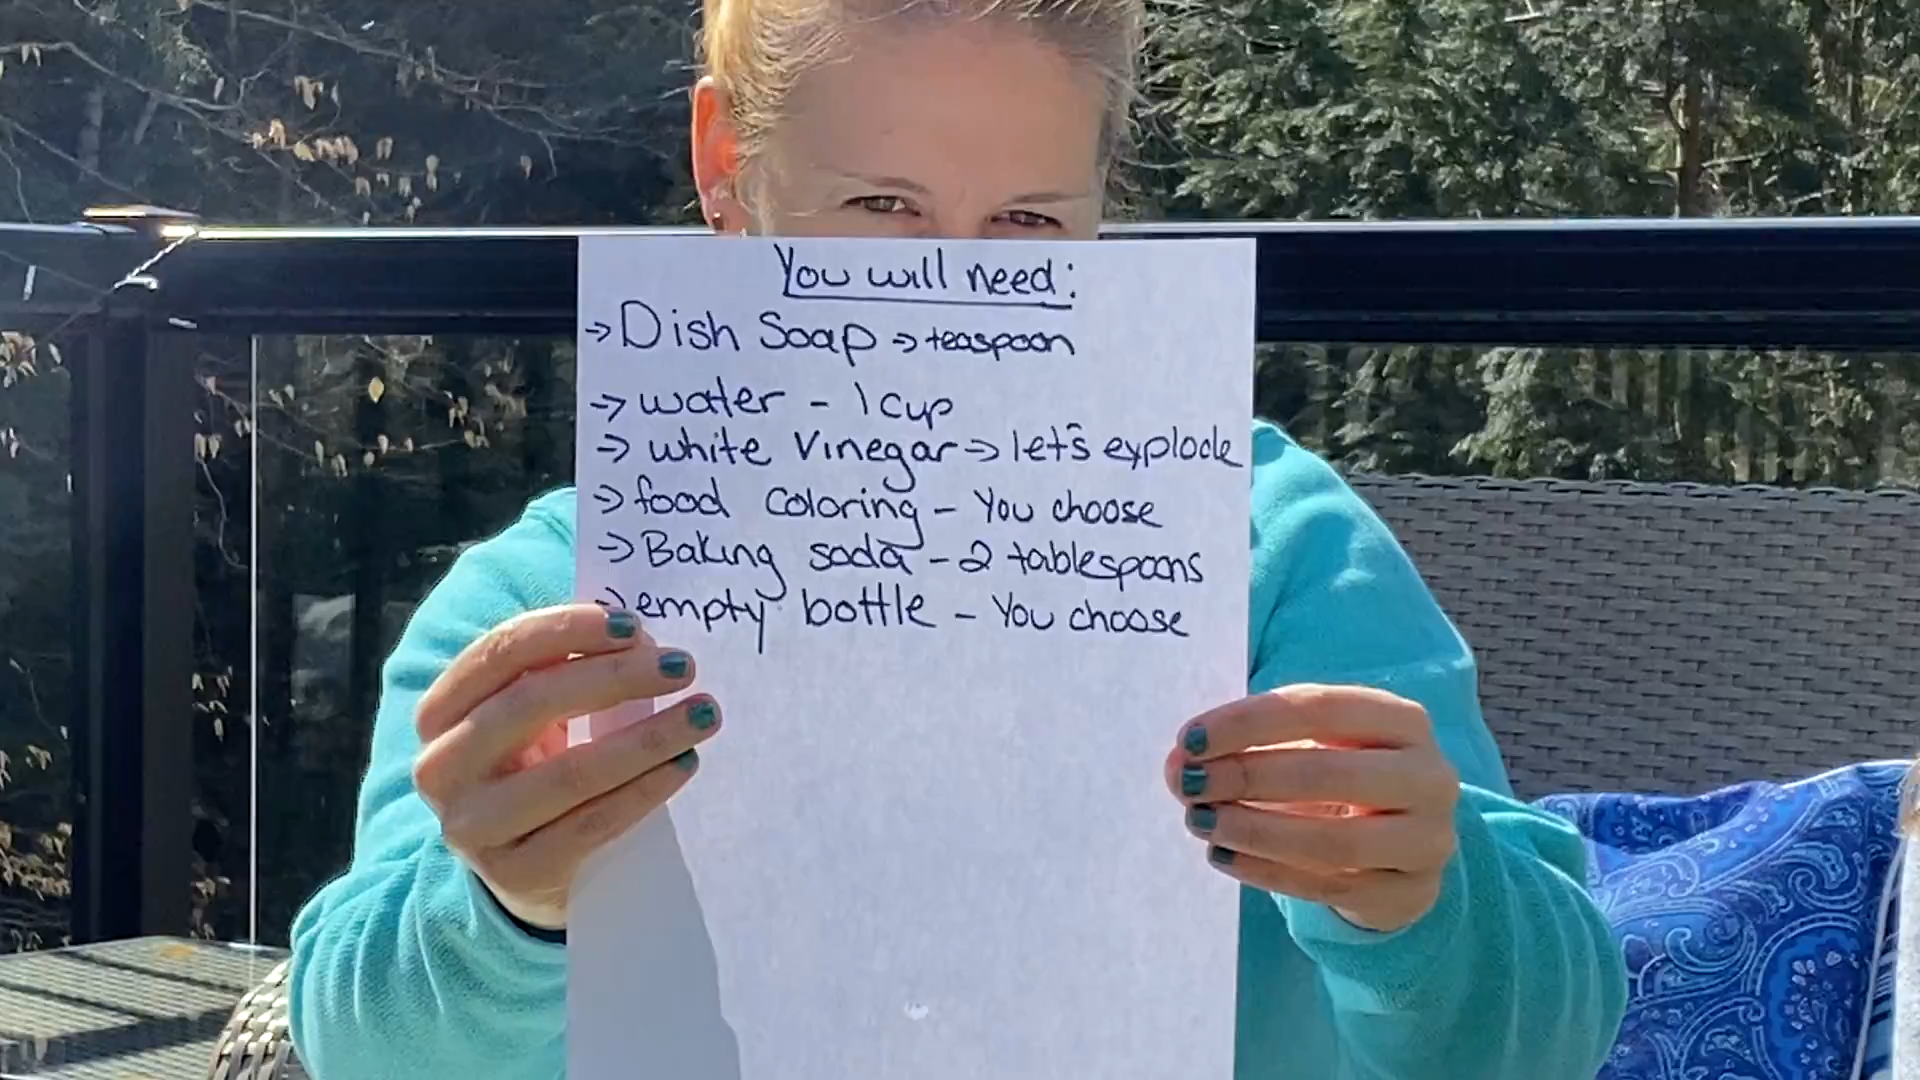 You will need:
→ Dish Soap → teaspoon
→ water - 1 cup
→ white vinegar → let's explode
→ food coloring - You choose
→ Baking soda - 2 tablespoons
→ empty bottle - You choose